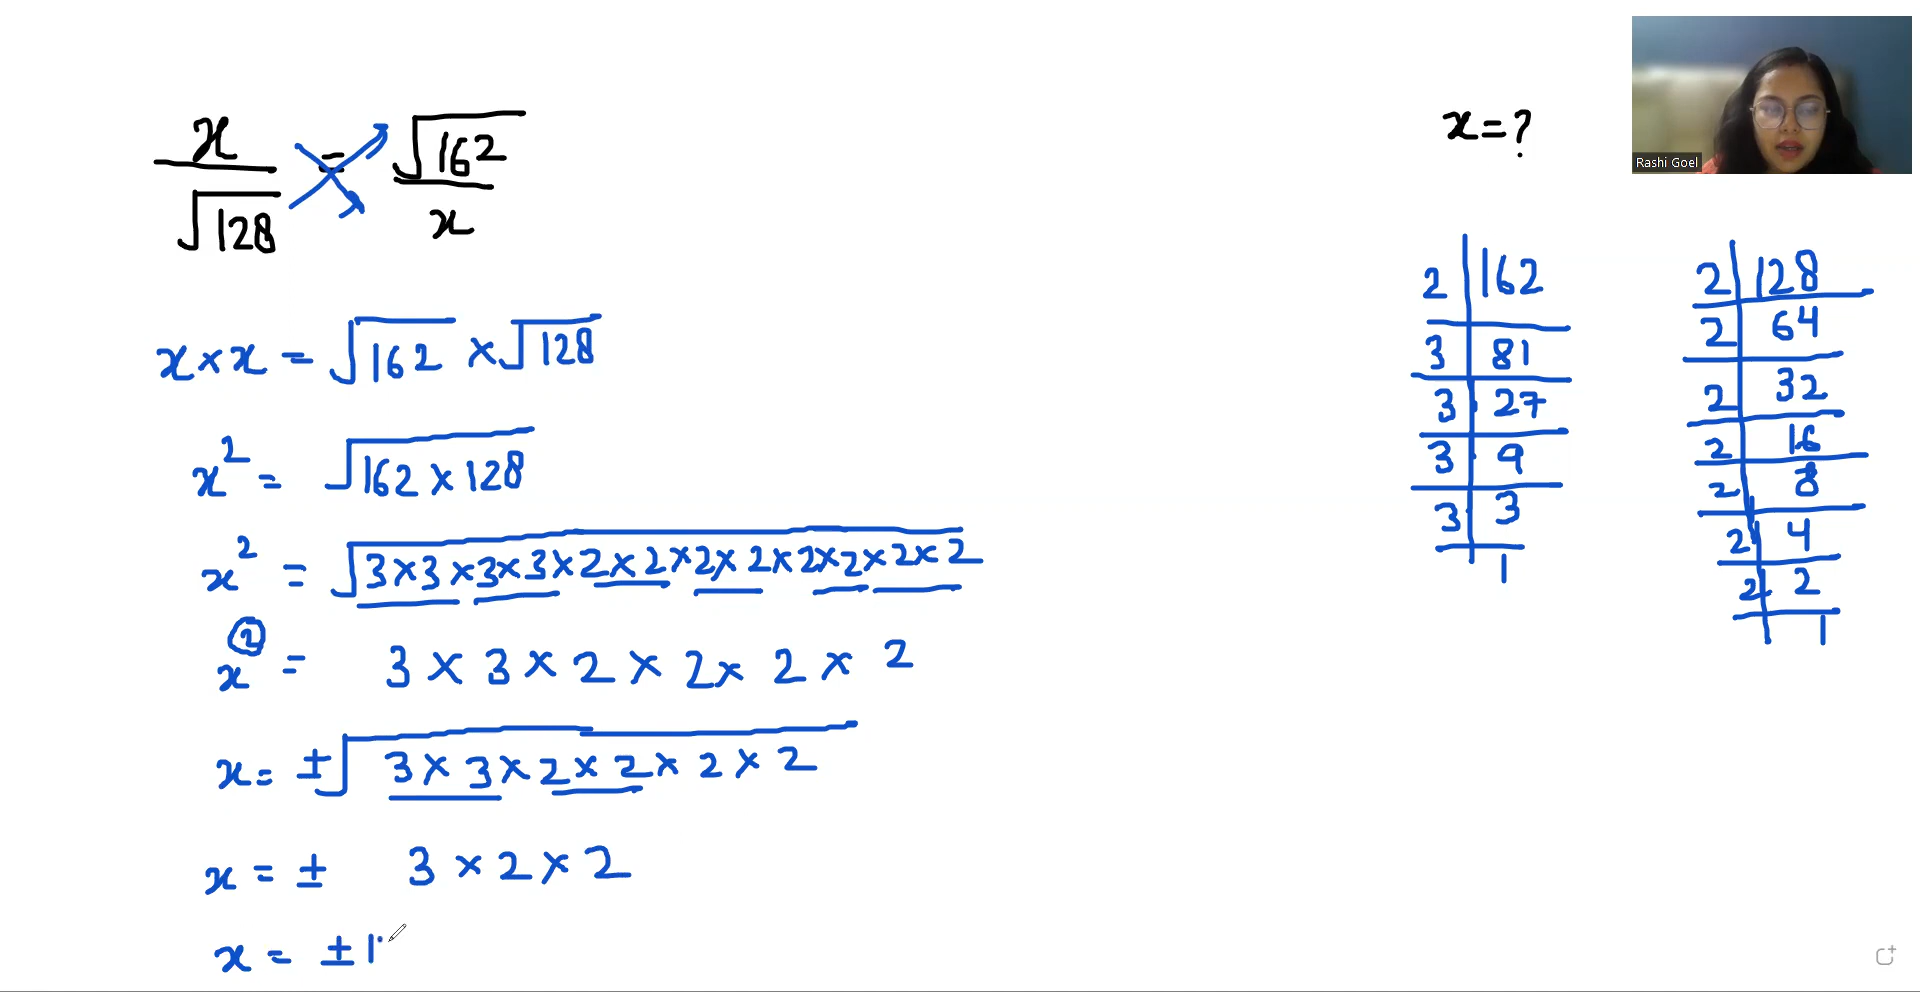 x/√128 = √162/x
x = ?
Rashi Goel
x × x = √162 × √128
x² = √162 × 128
x² = √3 × 3 × 3 × 3 × 2 × 2 × 2 × 2 × 2 × 2 × 2 × 2
x² = 3 × 3 × 2 × 2 × 2 × 2
x = ± √3 × 3 × 2 × 2 × 2 × 2
x = ± 3 × 2 × 2
x = ± 1
2 162
3 81
3 27
3 9
3 3
1
2 128
2 64
2 32
2 16
2 8
2 4
2 2
1